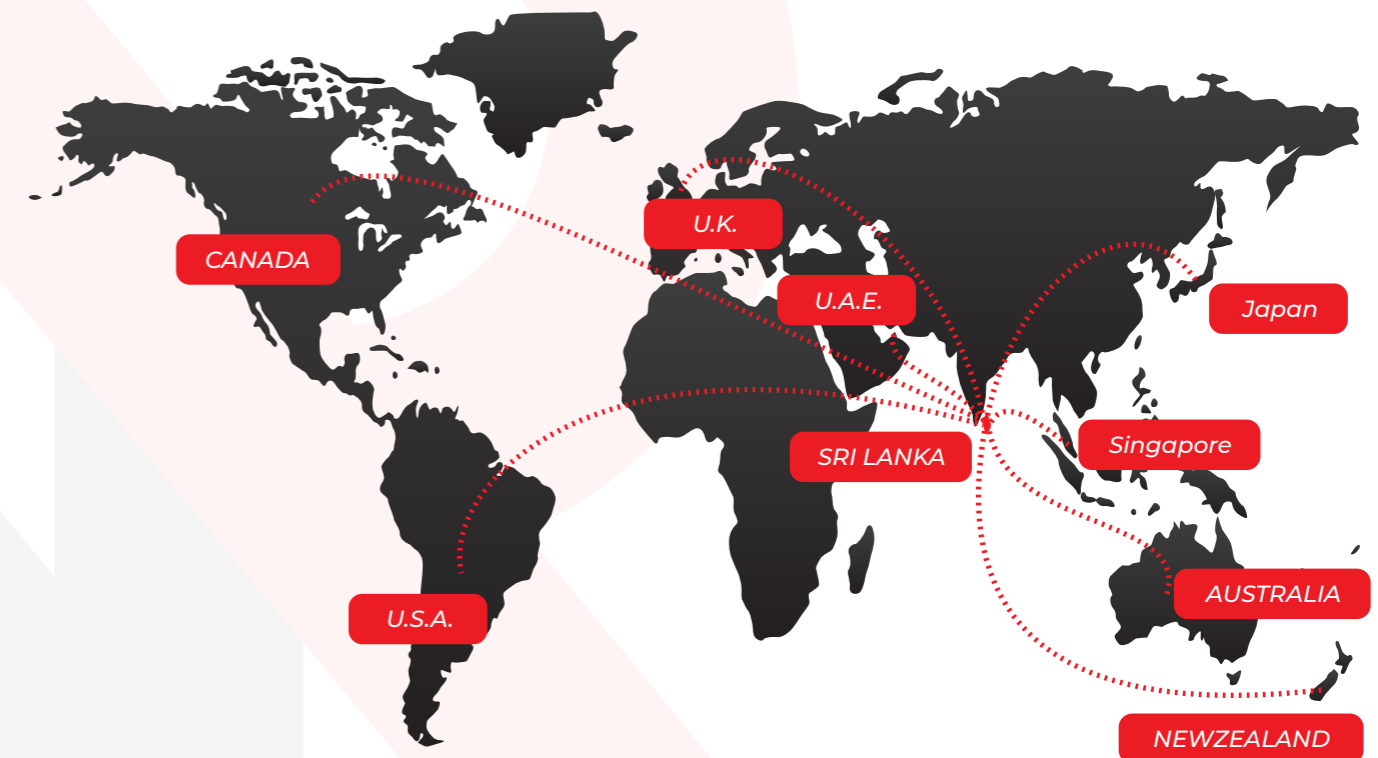 U.K.
CANADA
U.A.E.
Japan
Singapore
SRI LANKA
AUSTRALIA
U.S.A.
NEWZEALAND